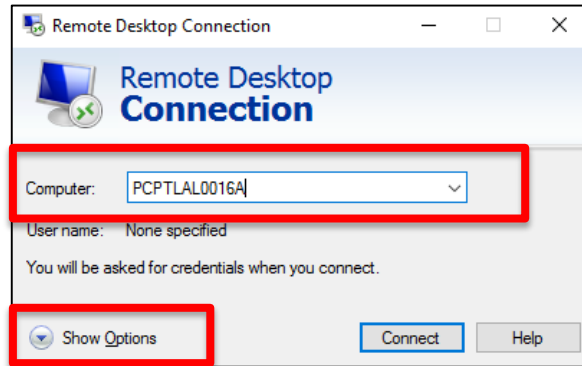 Remote Desktop Connection
Remote Desktop
Connection
Computer: PCPTLAL0016A
User name: None specified
You will be asked for credentials when you connect.
Show Options Connect Help